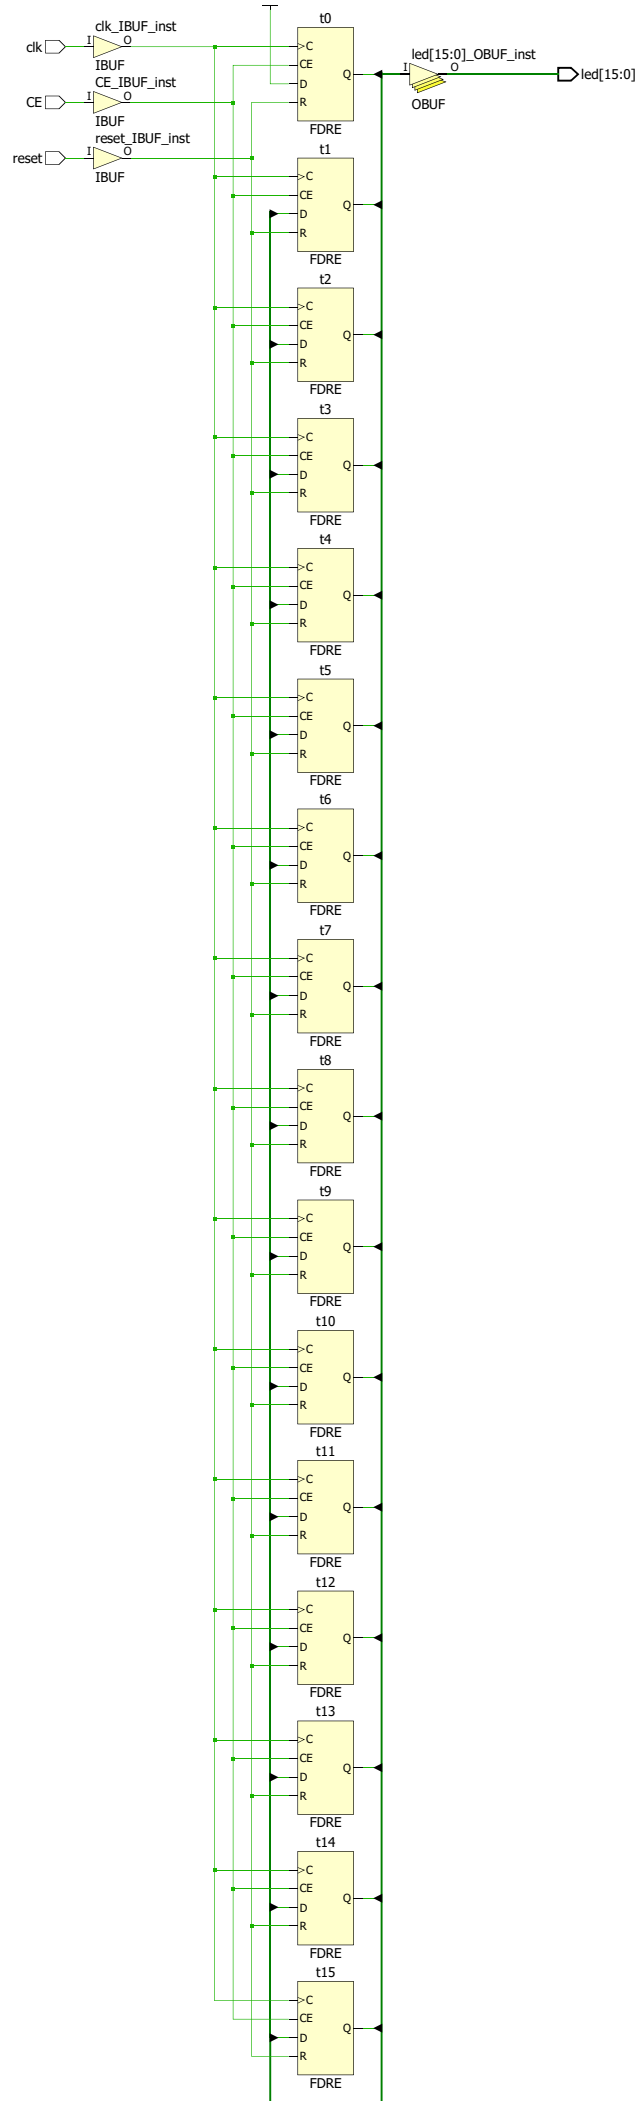 t0
clk_IBUF_inst
clk
I
O
IBUF
C
CE
D
R
Q
FDRE
led[15:0]_OBUF_inst
I
O
OBUF
led[15:0]
CE_IBUF_inst
CE
I
O
IBUF
reset_IBUF_inst
reset
I
O
IBUF
t1
C
CE
D
R
Q
FDRE
t2
C
CE
D
R
Q
FDRE
t3
C
CE
D
R
Q
FDRE
t4
C
CE
D
R
Q
FDRE
t5
C
CE
D
R
Q
FDRE
t6
C
CE
D
R
Q
FDRE
t7
C
CE
D
R
Q
FDRE
t8
C
CE
D
R
Q
FDRE
t9
C
CE
D
R
Q
FDRE
t10
C
CE
D
R
Q
FDRE
t11
C
CE
D
R
Q
FDRE
t12
C
CE
D
R
Q
FDRE
t13
C
CE
D
R
Q
FDRE
t14
C
CE
D
R
Q
FDRE
t15
C
CE
D
R
Q
FDRE